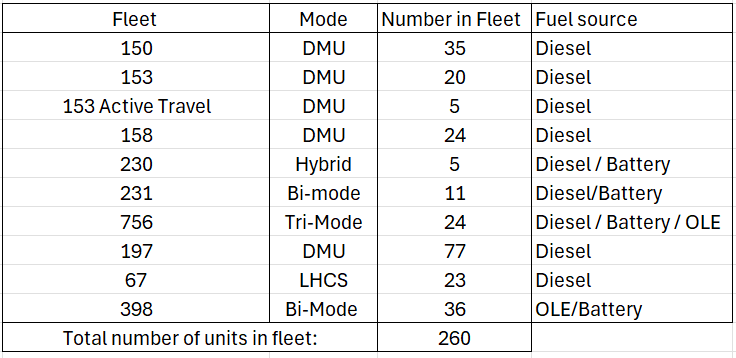 Fleet Mode Number in Fleet Fuel source
150 DMU 35 Diesel
153 DMU 20 Diesel
153 Active Travel DMU 5 Diesel
158 DMU 24 Diesel
230 Hybrid 5 Diesel / Battery
231 Bi-mode 11 Diesel/Battery
756 Tri-Mode 24 Diesel / Battery / OLE
197 DMU 77 Diesel
67 LHCS 23 Diesel
398 Bi-Mode 36 OLE/Battery
Total number of units in fleet: 260